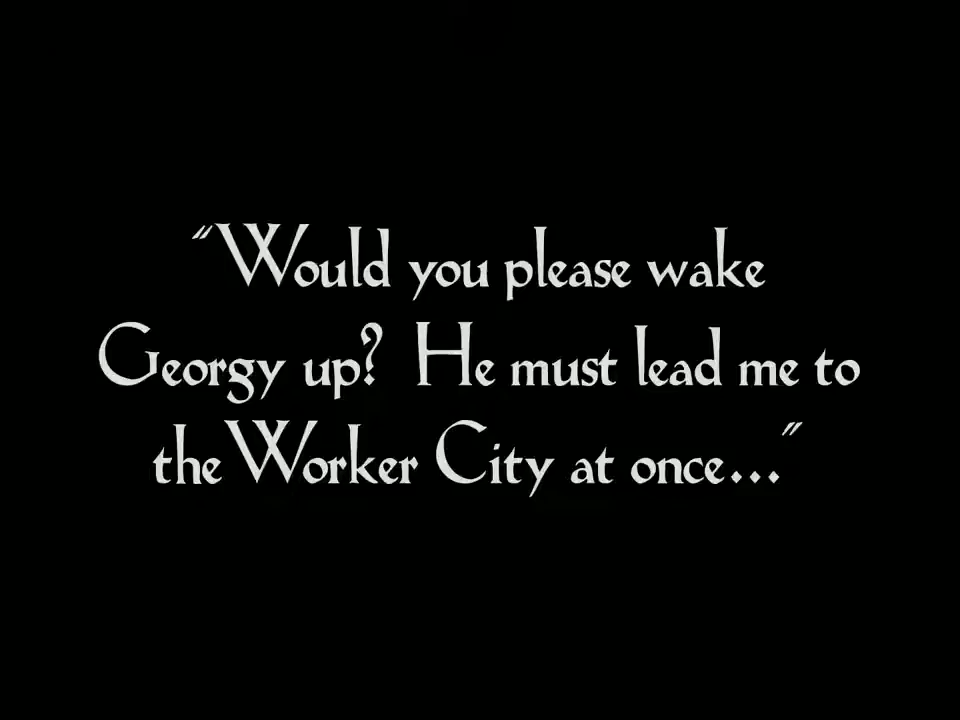 “Would you please wake
Georgy up? He must lead me to
the Worker City at once...”